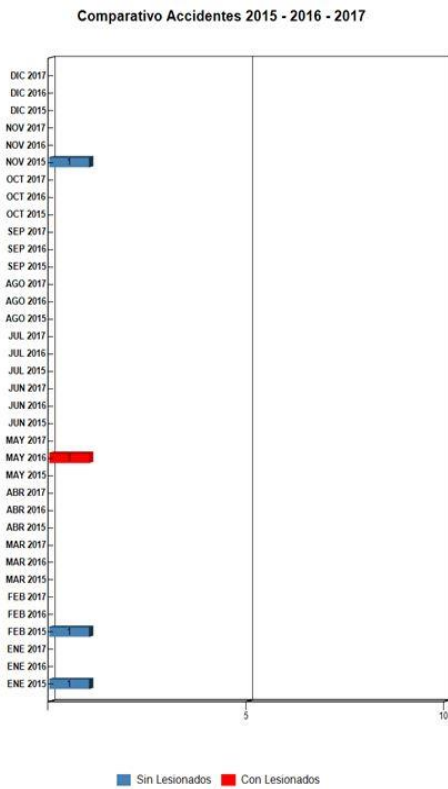 Comparativo Accidentes 2015 - 2016 - 2017
DIC 2017
DIC 2016
DIC 2015
NOV 2017
NOV 2016
NOV 2015 1
OCT 2017
OCT 2016
OCT 2015
SEP 2017
SEP 2016
SEP 2015
AGO 2017
AGO 2016
AGO 2015
JUL 2017
JUL 2016
JUL 2015
JUN 2017
JUN 2016
JUN 2015
MAY 2017
MAY 2016 1
MAY 2015
ABR 2017
ABR 2016
ABR 2015
MAR 2017
MAR 2016
MAR 2015
FEB 2017
FEB 2016
FEB 2015 1
ENE 2017
ENE 2016
ENE 2015 1
5 10
Sin Lesionados Con Lesionados